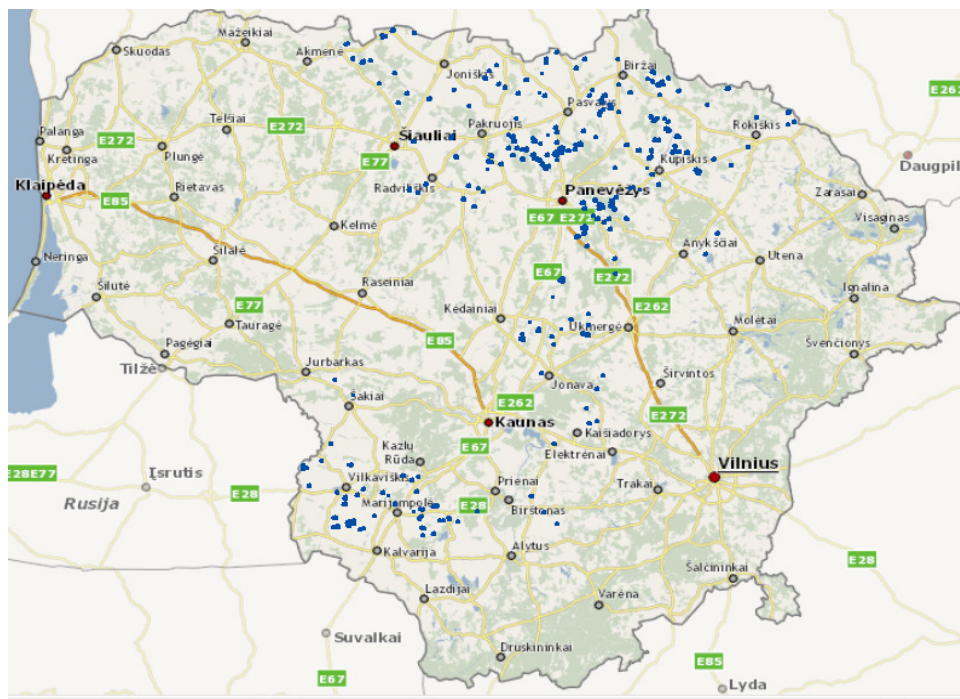 Skuodas
Mažeikiai
Akmenė
Joniškis
Biržai
E262
Palanga
E272
Telšiai
E272
Šiauliai
Pakruojis
Pasvalys
Rokiškis
Kretinga
Plungė
E77
Kupiškis
Daugpil
Klaipėda
E85
Rietavas
Radviliškis
Panevėžys
Zarasai
E67
E272
Visaginas
Kelmė
Anykščiai
Utena
Neringa
Šilalė
E67
E272
Ignalina
Šilutė
E77
Raseiniai
Kėdainiai
E262
Tauragė
Ukmergė
Molėtai
Pagėgiai
E85
Švenčionys
Tilžė
Jurbarkas
Jonava
Širvintos
Šakiai
E262
Kaunas
E272
Kaišiadorys
E67
Kazlų
Rūda
Elektrėnai
E28E77
Įsrutis
Vilnius
Vilkaviškis
Prienai
Trakai
Rusija
E28
Marijampolė
E28
Birštonas
Kalvarija
Alytus
E28
Šalčininkai
Lazdijai
Varėna
Suvalkai
Druskininkai
E85
E67
Lyda